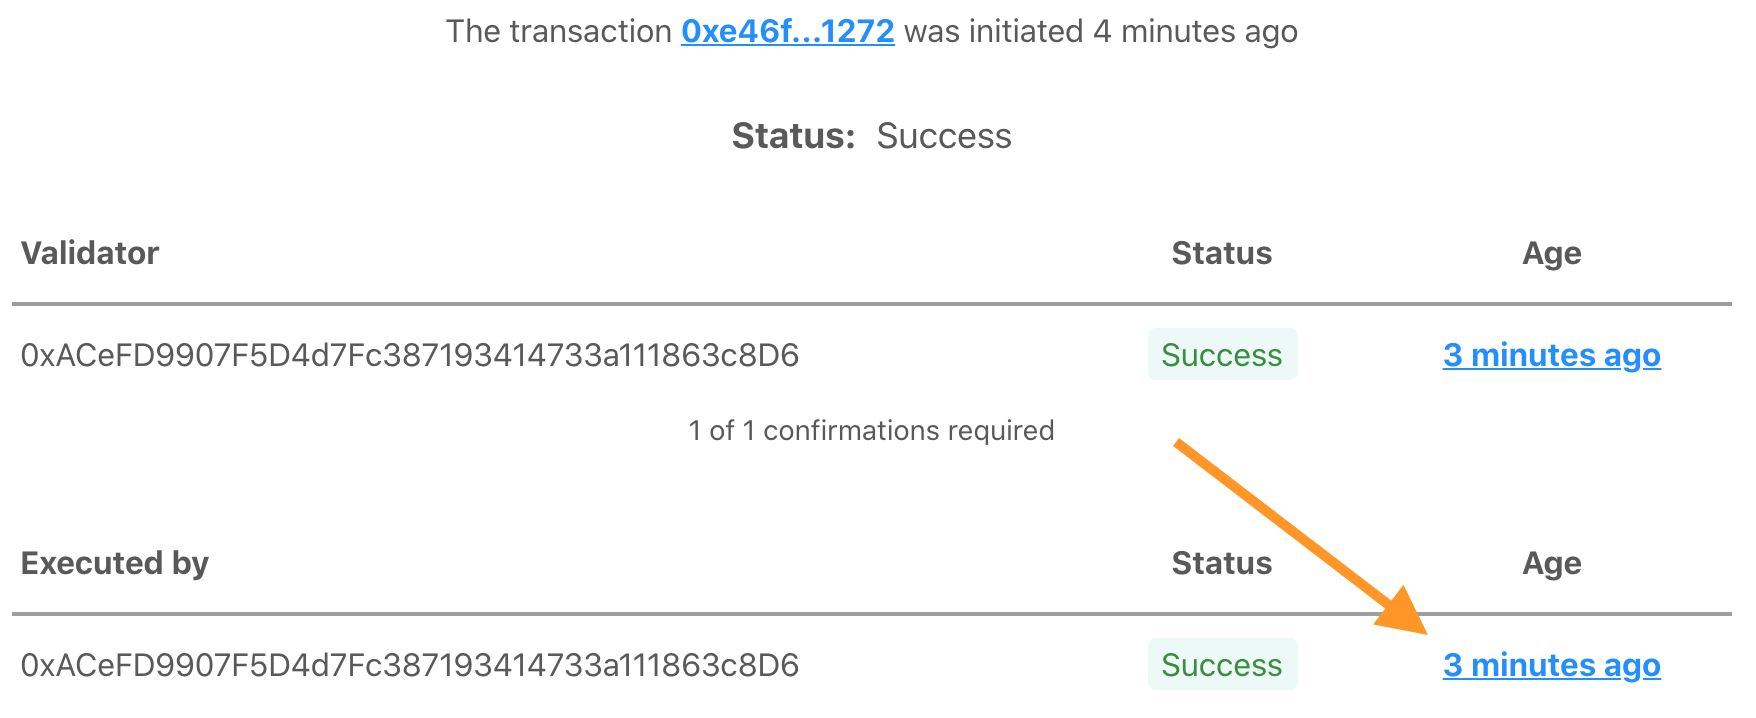 The transaction 0xe46f...1272 was initiated 4 minutes ago
Status: Success
Validator Status Age
0xACeFD9907F5D4d7Fc387193414733a111863c8D6 Success 3 minutes ago
1 of 1 confirmations required
Executed by Status Age
0xACeFD9907F5D4d7Fc387193414733a111863c8D6 Success 3 minutes ago